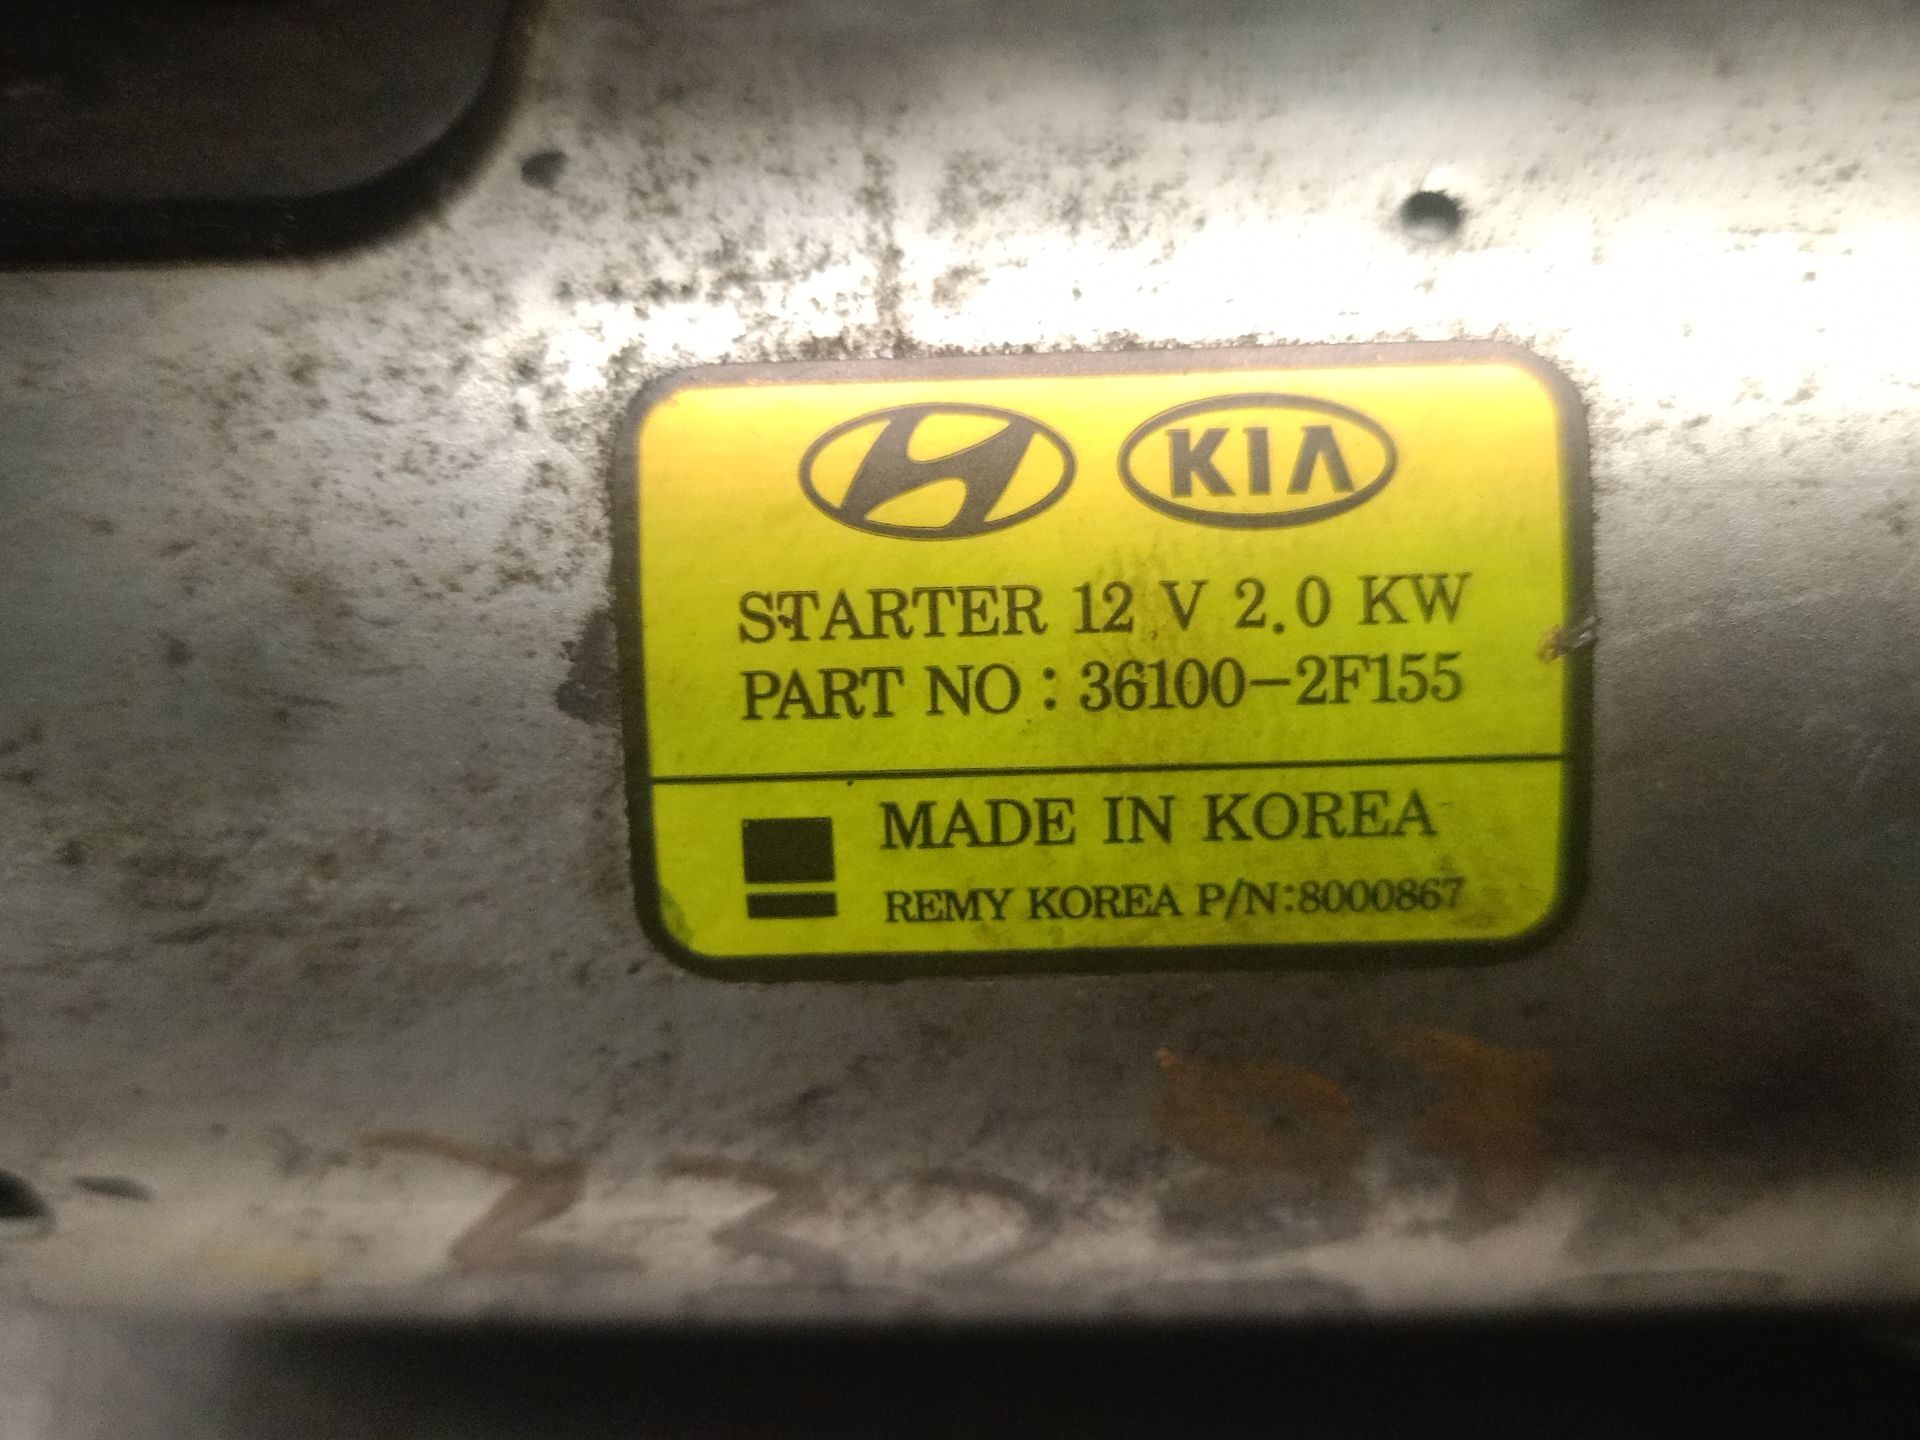 KIA
STARTER 12 V 2.0 KW
PART NO : 36100-2F155
MADE IN KOREA
REMY KOREA P/N:8000867